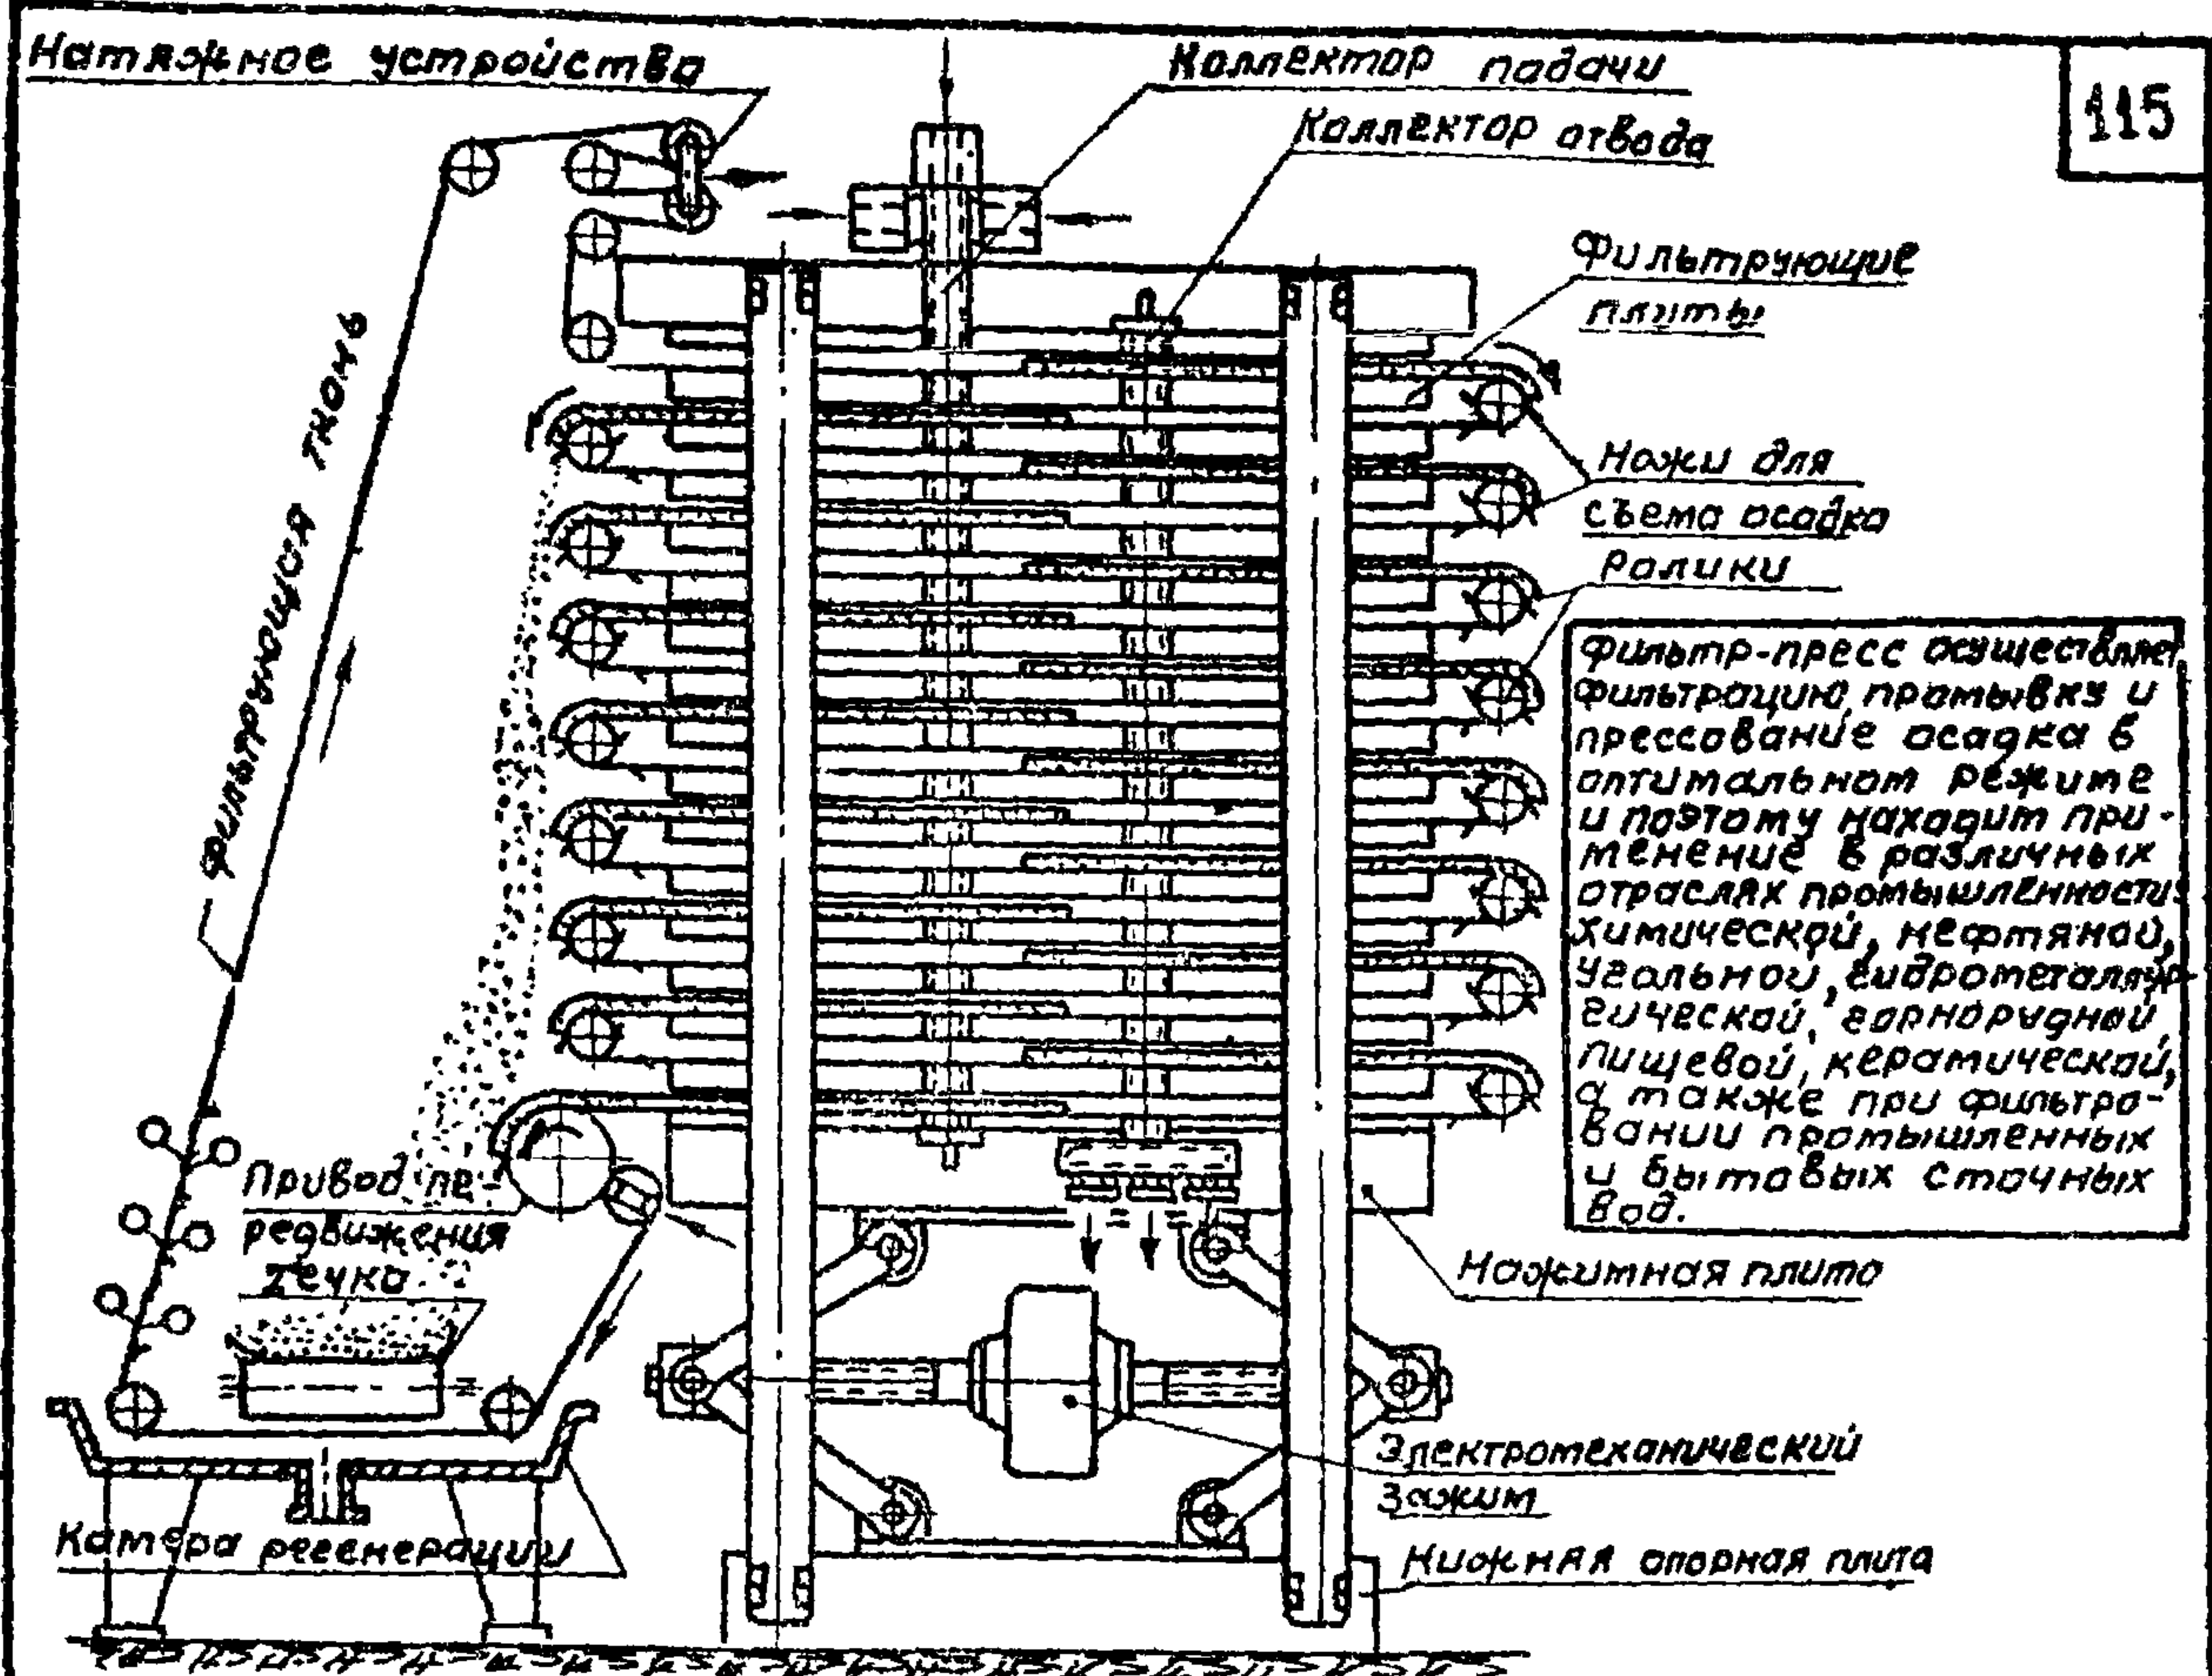 Натяжное устройства
Коллектор подачи
Коллектор отвода
115
Фильтрующие
плиты
Фильтрующая ткань
Ножи для
съема осадка
Ролики
Фильтр-пресс осуществляет
фильтрацию, промывку и
прессование осадка в
оптимальном режиме
и поэтому находит при-
менение в различных
отраслях промышленности:
химической, нефтяной,
угольной, гидрометаллур-
гической, горнорудной,
пищевой, керамической,
а также при фильтро-
вании промышленных
и бытовых сточных
вод.
Привод пе-
редвижения
Течка
Нажимная плита
Электромеханический
зажим
Камера регенерации
Нижняя опорная плита